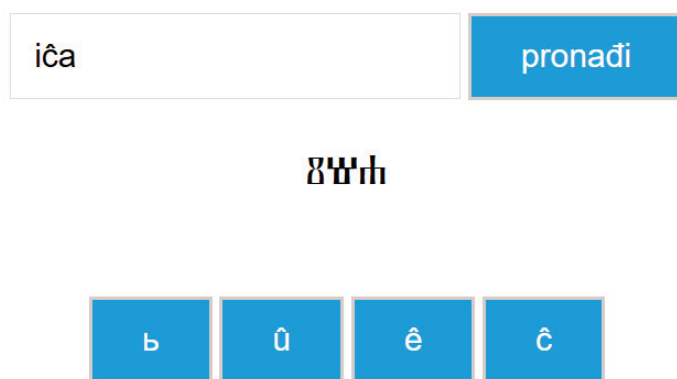 iĉa pronađi
ⰻⱋⰰ
ь û ê ĉ